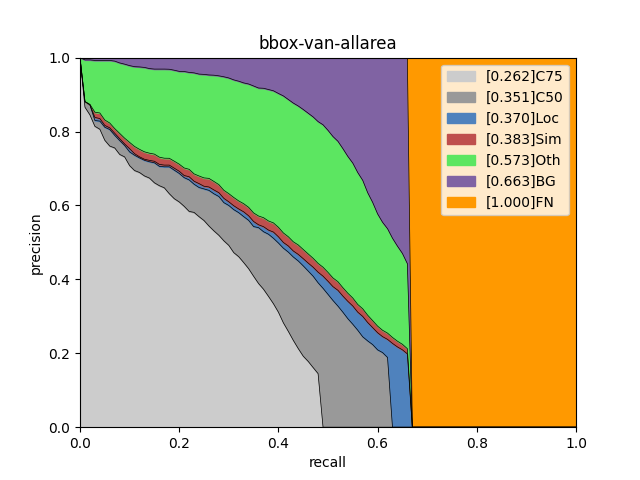 bbox-van-allarea
1.0
0.8
0.6
0.4
0.2
0.0
precision
0.0 0.2 0.4 0.6 0.8 1.0
recall
[0.262]C75
[0.351]C50
[0.370]Loc
[0.383]Sim
[0.573]Oth
[0.663]BG
[1.000]FN